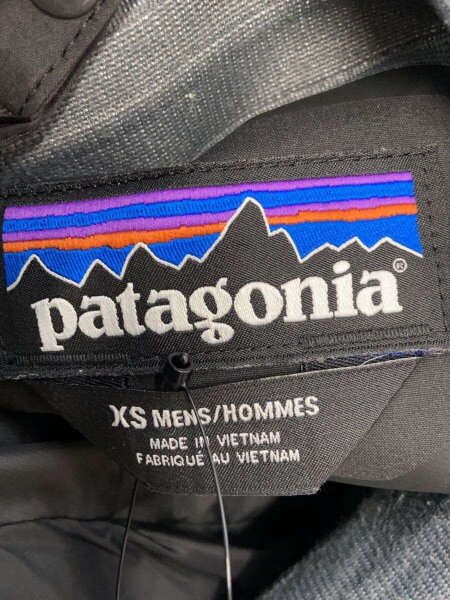 patagonia®
XS MENS/HOMMES
MADE IN VIETNAM
FABRIQUÉ AU VIETNAM